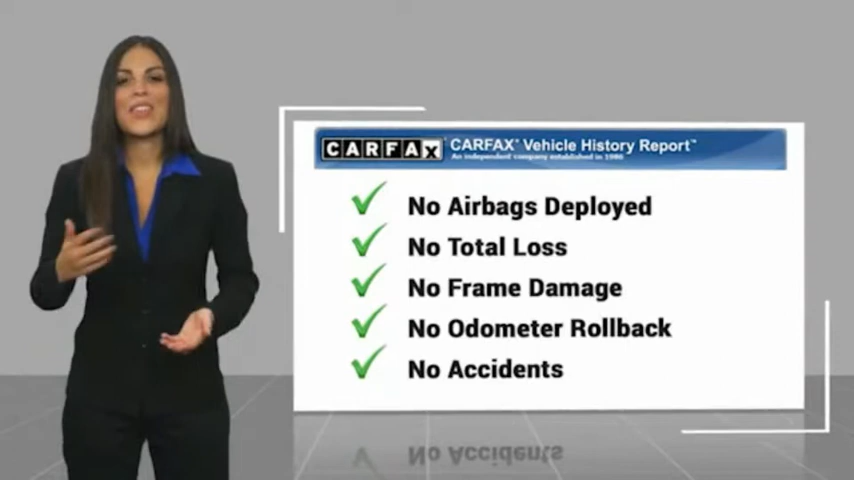 CARFAX CARFAX® Vehicle History Report™
An independent company established in 1986
No Airbags Deployed
No Total Loss
No Frame Damage
No Odometer Rollback
No Accidents
No Accidents